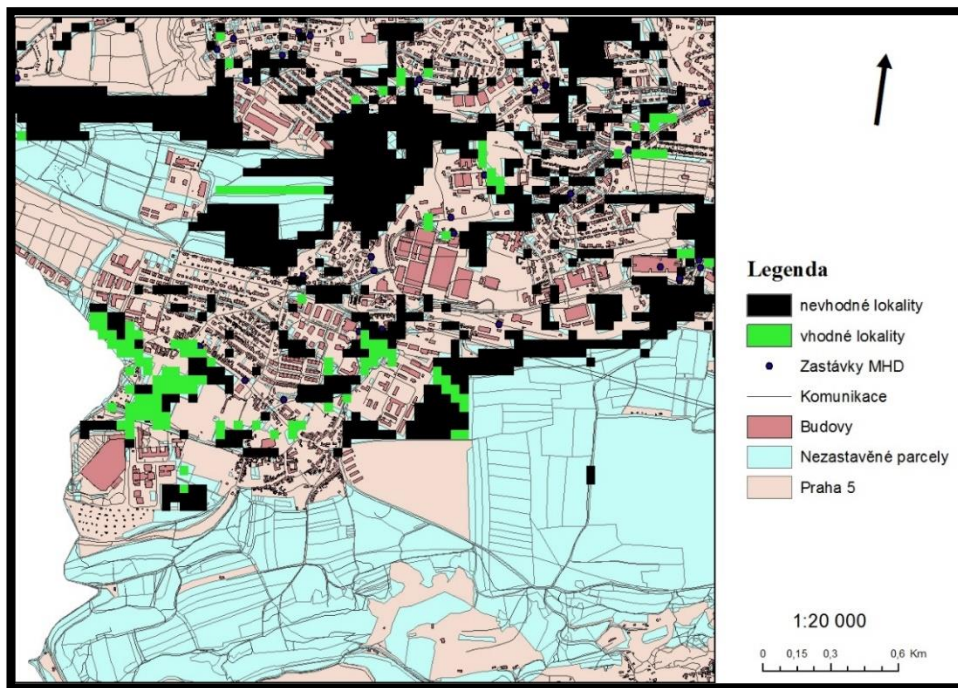 Legenda
nevhodné lokality
vhodné lokality
Zastávky MHD
Komunikace
Budovy
Nezastavěné parcely
Praha 5
1:20 000
0 0,15 0,3 0,6 Km